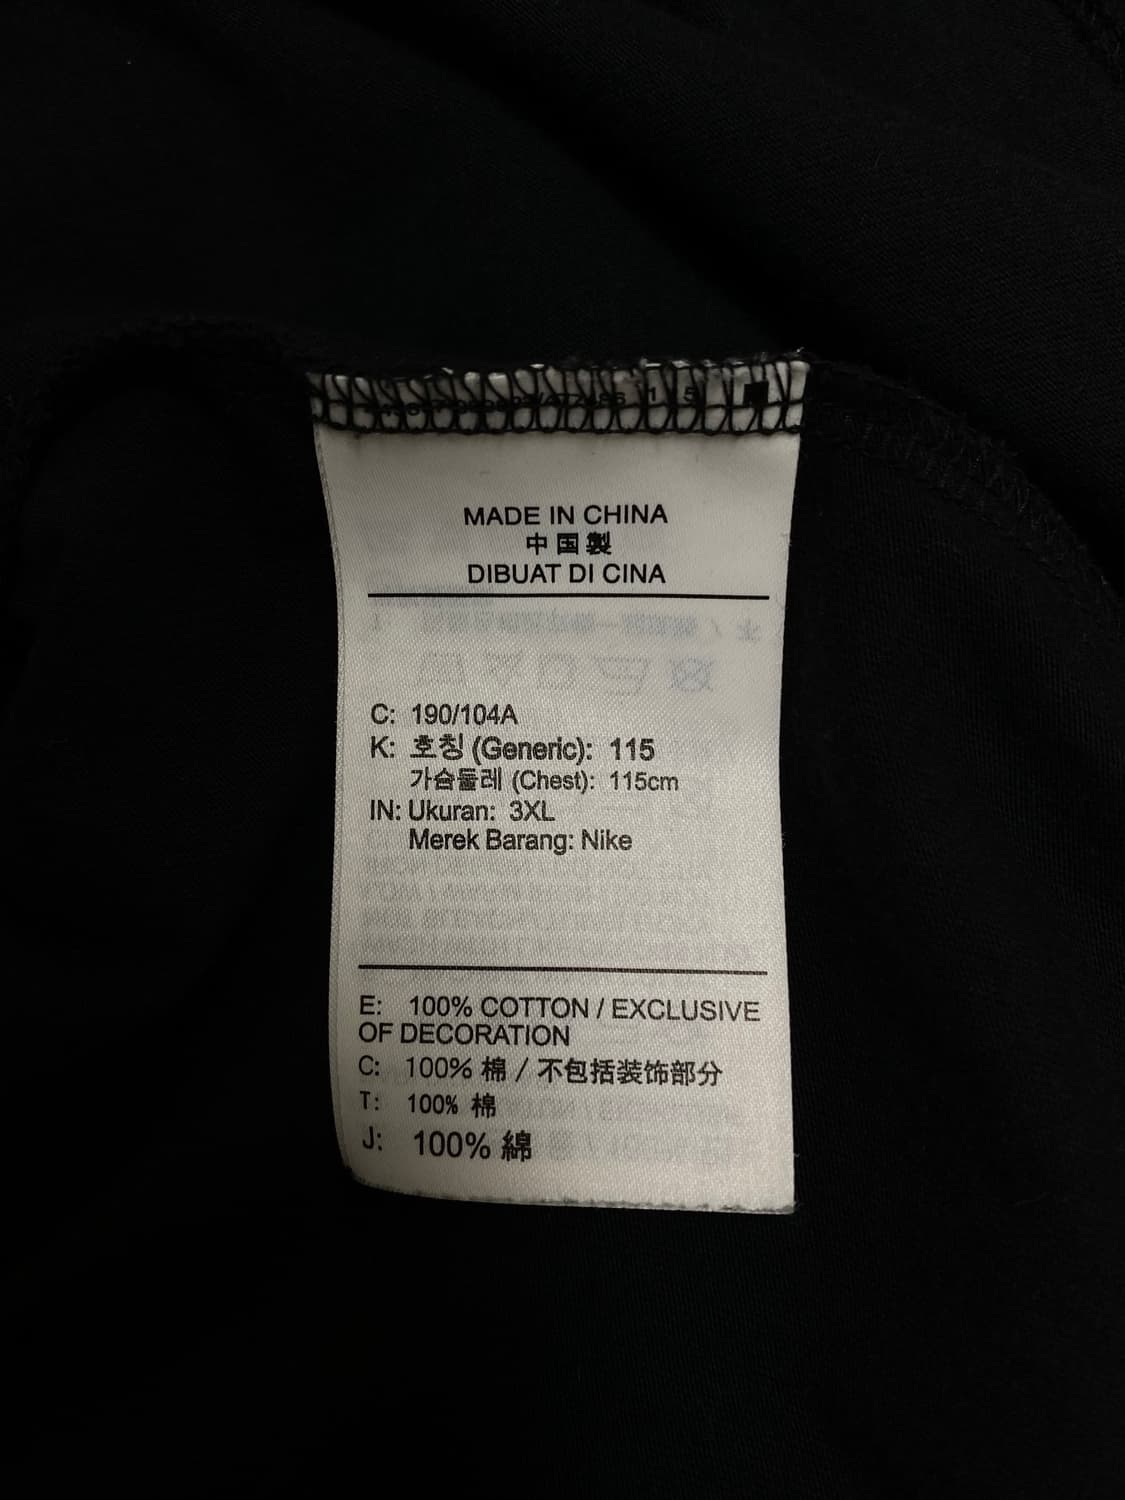 MADE IN CHINA
中国製
DIBUAT DI CINA
C: 190/104A
K: 호칭 (Generic): 115
가슴둘레 (Chest): 115cm
IN: Ukuran: 3XL
Merek Barang: Nike
E: 100% COTTON / EXCLUSIVE
OF DECORATION
C: 100% 棉 / 不包括装饰部分
T: 100% 棉
J: 100% 綿